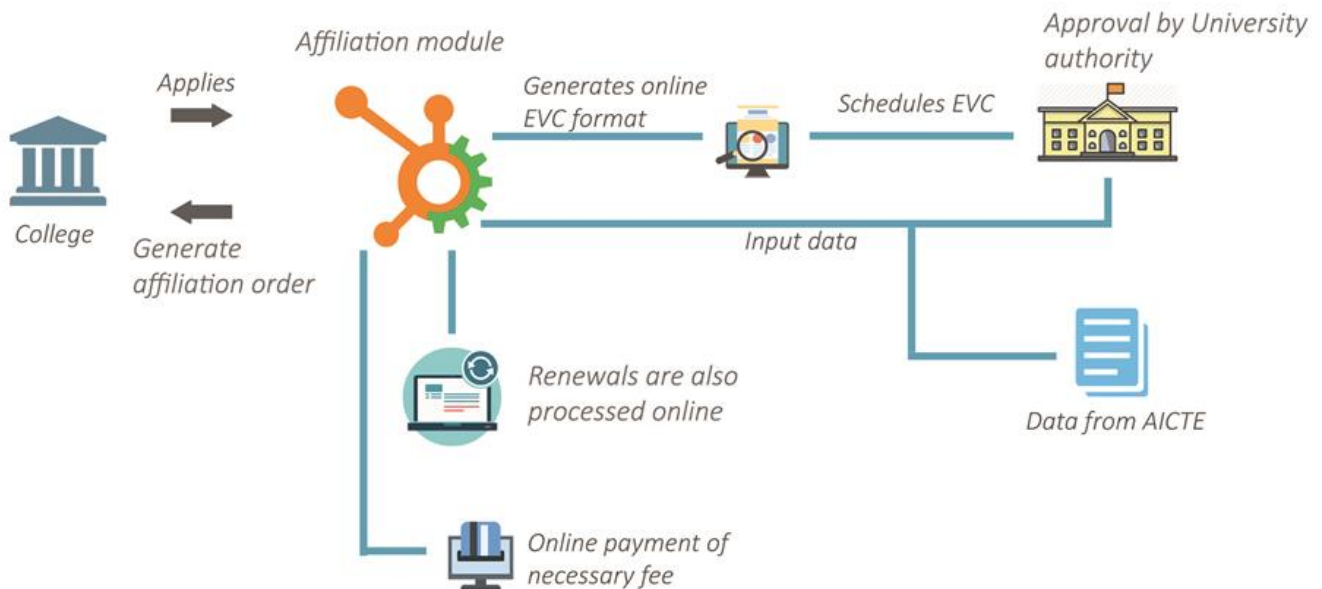 Affiliation module
Approval by University
authority
Applies
Generates online
EVC format
Schedules EVC
College
Generate
affiliation order
Input data
Renewals are also
processed online
Data from AICTE
Online payment of
necessary fee